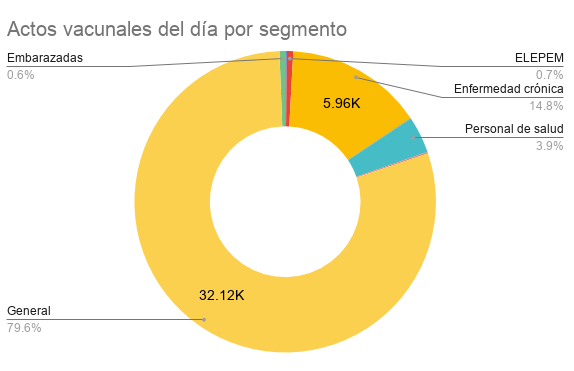 Actos vacunales del día por segmento
Embarazadas
0.6%
ELEPEM
0.7%
Enfermedad crónica
14.8%
5.96K
Personal de salud
3.9%
32.12K
General
79.6%